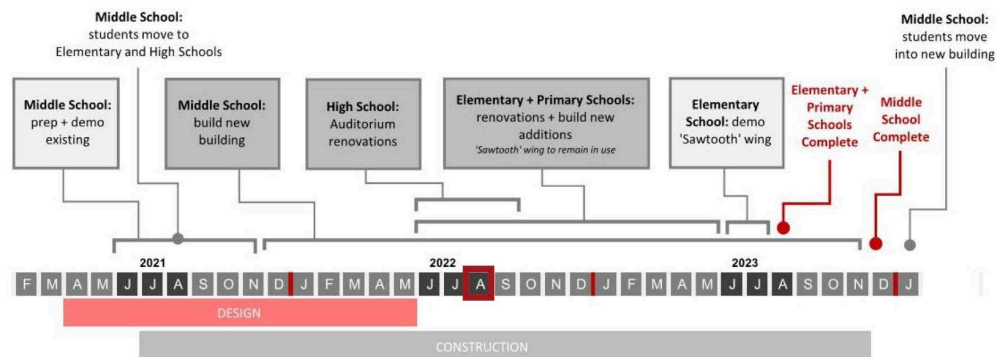 Middle School:
students move to
Elementary and High Schools
Middle School:
students move
into new building
Middle School:
prep + demo
existing
Middle School:
build new
building
High School:
Auditorium
renovations
Elementary + Primary Schools:
renovations + build new
additions
'Sawtooth' wing to remain in use
Elementary
School: demo
'Sawtooth' wing
Elementary +
Primary
Schools
Complete
Middle
School
Complete
2021 2022 2023
F M A M J J A S O N D J F M A M J J A S O N D J F M A M J J A S O N D J
DESIGN
CONSTRUCTION